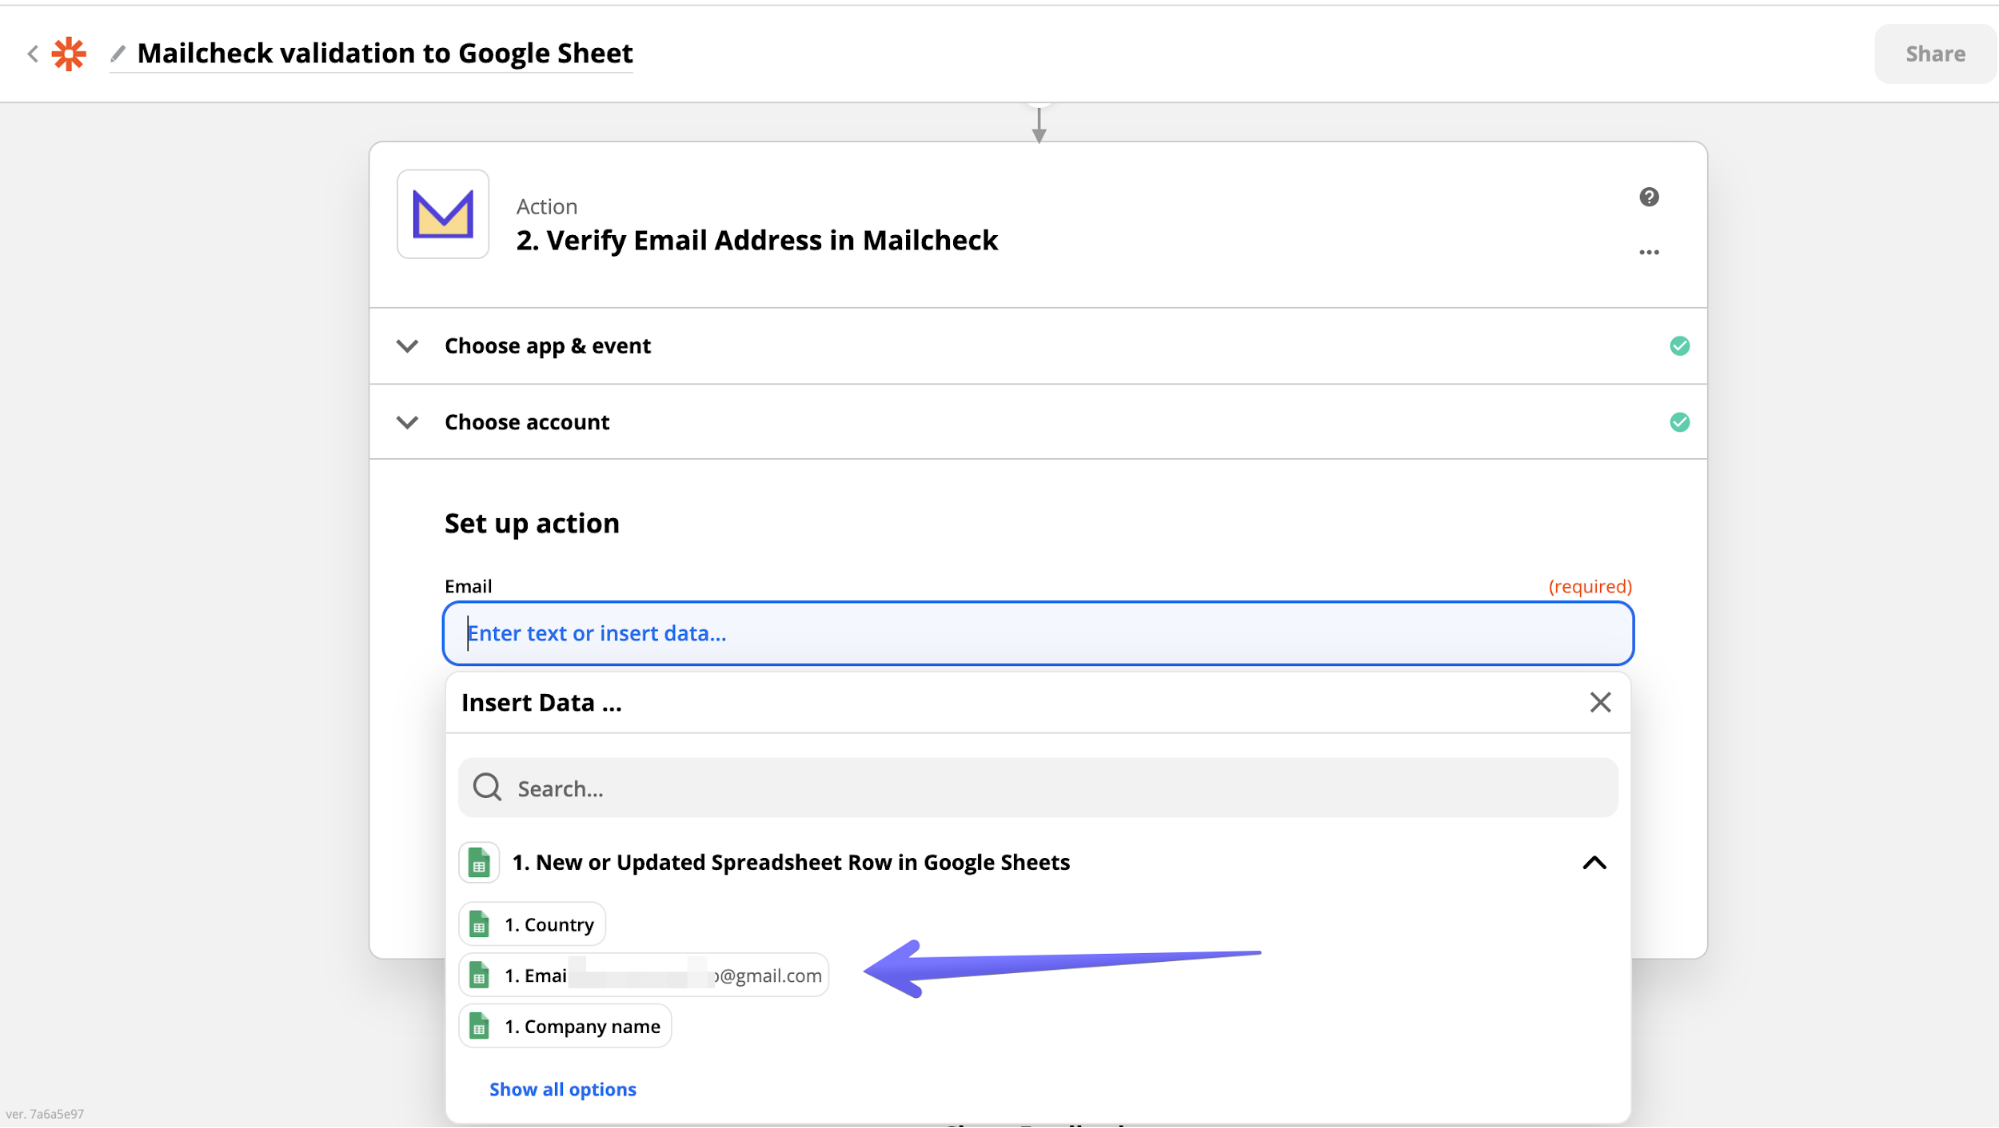 Mailcheck validation to Google Sheet
Share
Action
2. Verify Email Address in Mailcheck
Choose app & event
Choose account
Set up action
Email
(required)
Enter text or insert data...
Insert Data ...
Search...
1. New or Updated Spreadsheet Row in Google Sheets
1. Country
1. Emai @gmail.com
1. Company name
Show all options
ver. 7a6a5e97